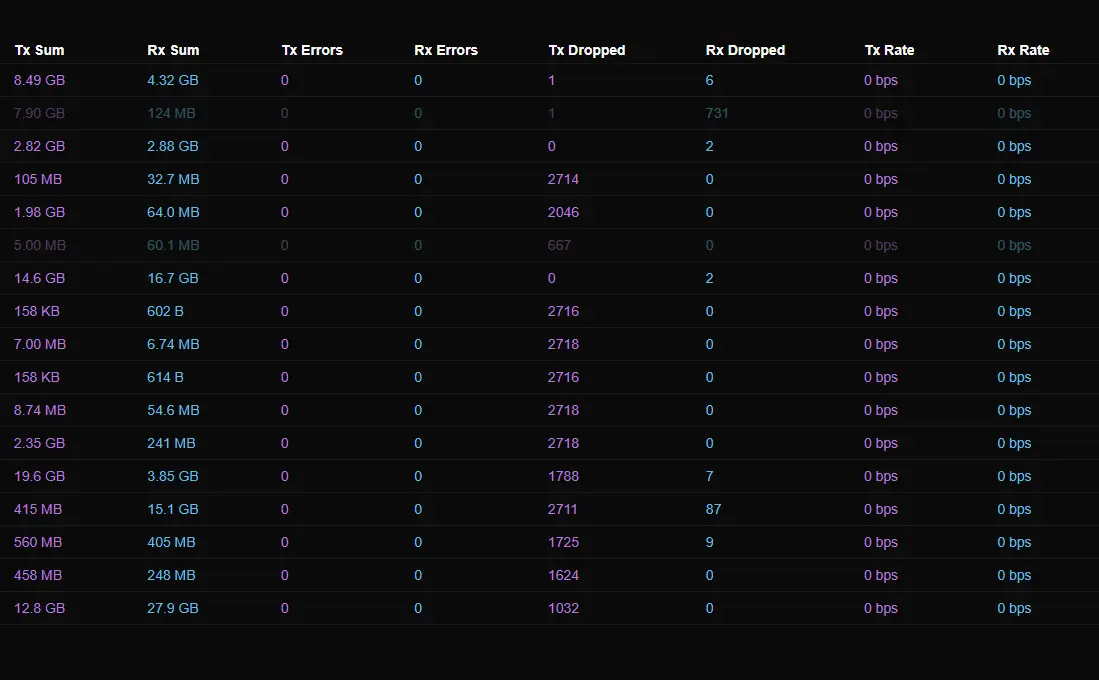 Tx Sum Rx Sum Tx Errors Rx Errors Tx Dropped Rx Dropped Tx Rate Rx Rate
8.49 GB 4.32 GB 0 0 1 6 0 bps 0 bps
7.90 GB 124 MB 0 0 1 731 0 bps 0 bps
2.82 GB 2.88 GB 0 0 0 2 0 bps 0 bps
105 MB 32.7 MB 0 0 2714 0 0 bps 0 bps
1.98 GB 64.0 MB 0 0 2046 0 0 bps 0 bps
5.00 MB 60.1 MB 0 0 667 0 0 bps 0 bps
14.6 GB 16.7 GB 0 0 0 2 0 bps 0 bps
158 KB 602 B 0 0 2716 0 0 bps 0 bps
7.00 MB 6.74 MB 0 0 2718 0 0 bps 0 bps
158 KB 614 B 0 0 2716 0 0 bps 0 bps
8.74 MB 54.6 MB 0 0 2718 0 0 bps 0 bps
2.35 GB 241 MB 0 0 2718 0 0 bps 0 bps
19.6 GB 3.85 GB 0 0 1788 7 0 bps 0 bps
415 MB 15.1 GB 0 0 2711 87 0 bps 0 bps
560 MB 405 MB 0 0 1725 9 0 bps 0 bps
458 MB 248 MB 0 0 1624 0 0 bps 0 bps
12.8 GB 27.9 GB 0 0 1032 0 0 bps 0 bps